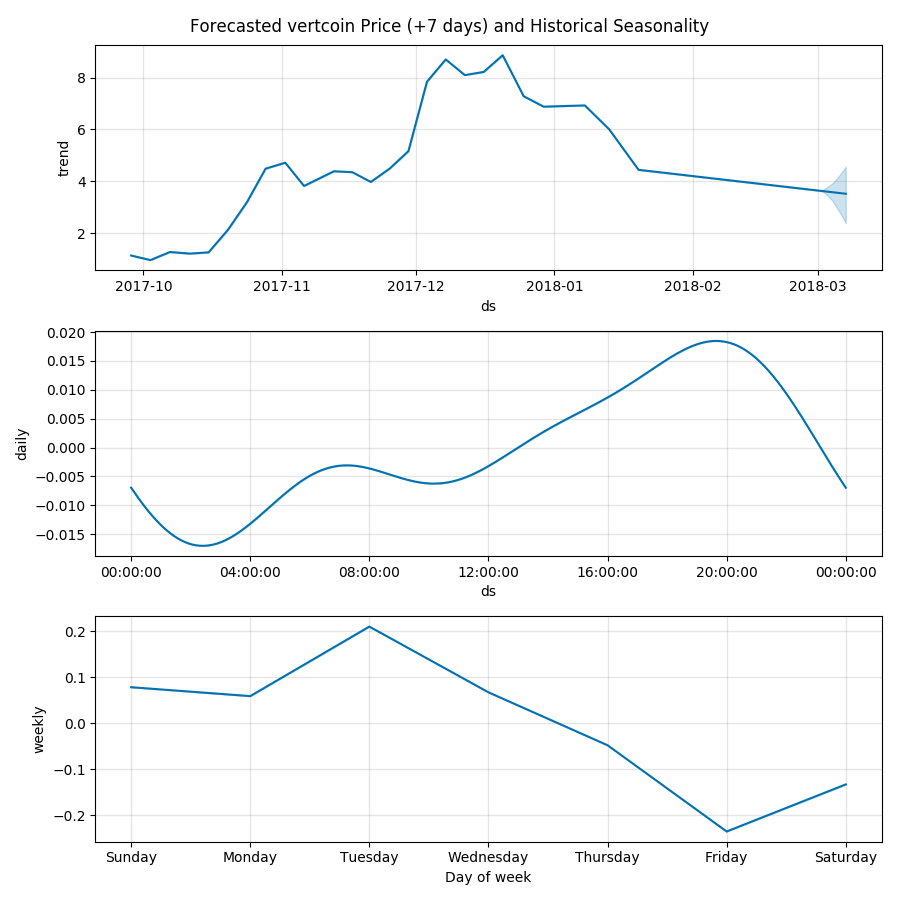 Forecasted vertcoin Price (+7 days) and Historical Seasonality
8
6
4
2
trend
2017-10 2017-11 2017-12 2018-01 2018-02 2018-03
ds
0.020
0.015
0.010
0.005
0.000
−0.005
−0.010
−0.015
daily
00:00:00 04:00:00 08:00:00 12:00:00 16:00:00 20:00:00 00:00:00
ds
0.2
0.1
0.0
−0.1
−0.2
weekly
Sunday Monday Tuesday Wednesday Thursday Friday Saturday
Day of week